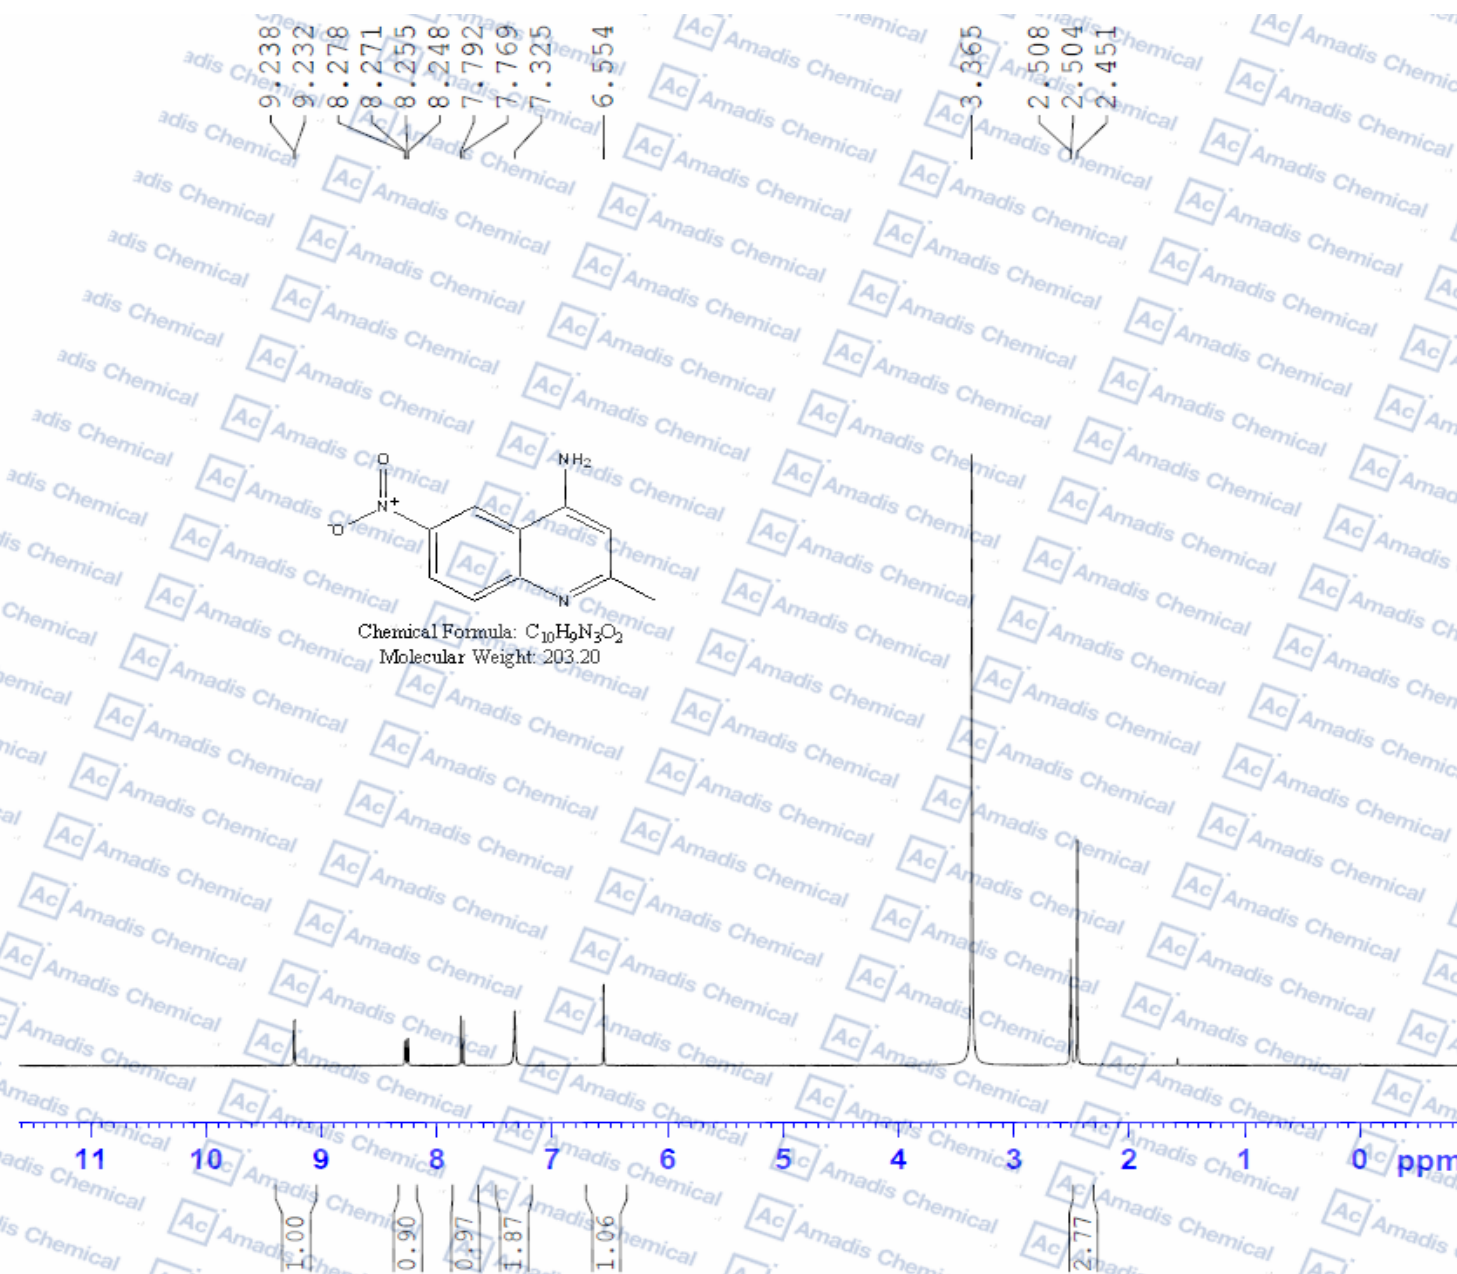 9.238
9.232
8.278
8.271
8.255
8.248
7.792
7.769
7.325
6.554
3.365
2.508
2.504
2.451
O
NH₂
N⁺
⁻O
N
Chemical Formula: C₁₀H₉N₃O₂
Molecular Weight: 203.20
11 10 9 8 7 6 5 4 3 2 1 0 ppm
1.00
0.90
0.97
1.87
1.06
2.77
Ac Amadis Chemical